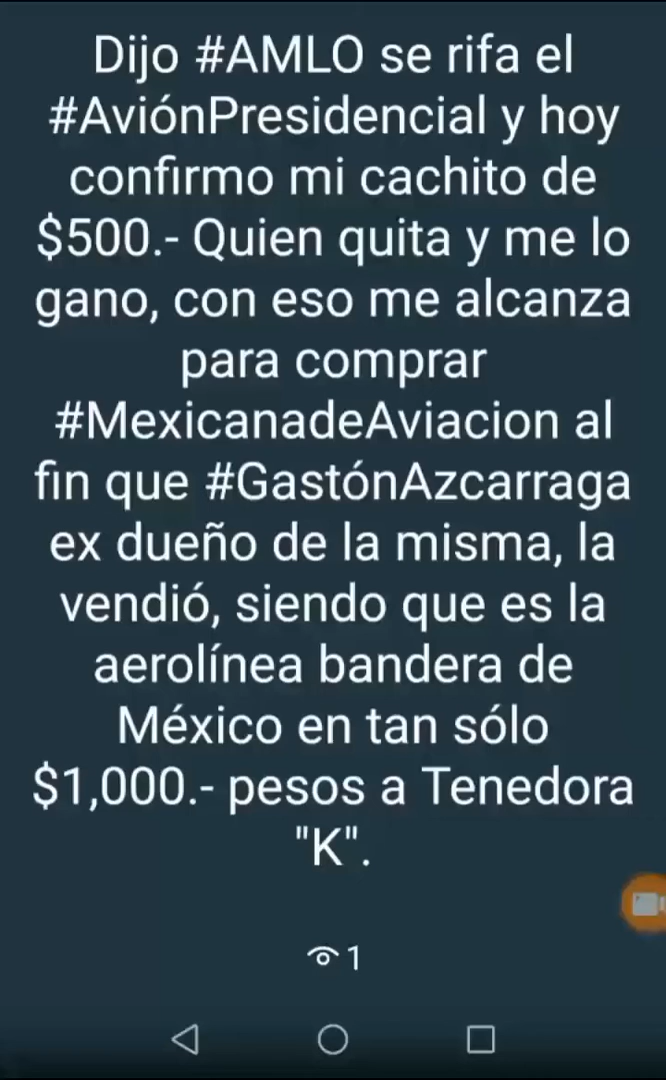 Dijo #AMLO se rifa el
#AviónPresidencial y hoy
confirmo mi cachito de
$500.- Quien quita y me lo
gano, con eso me alcanza
para comprar
#MexicanadeAviacion al
fin que #GastónAzcarraga
ex dueño de la misma, la
vendió, siendo que es la
aerolínea bandera de
México en tan sólo
$1,000.- pesos a Tenedora
"K".
1